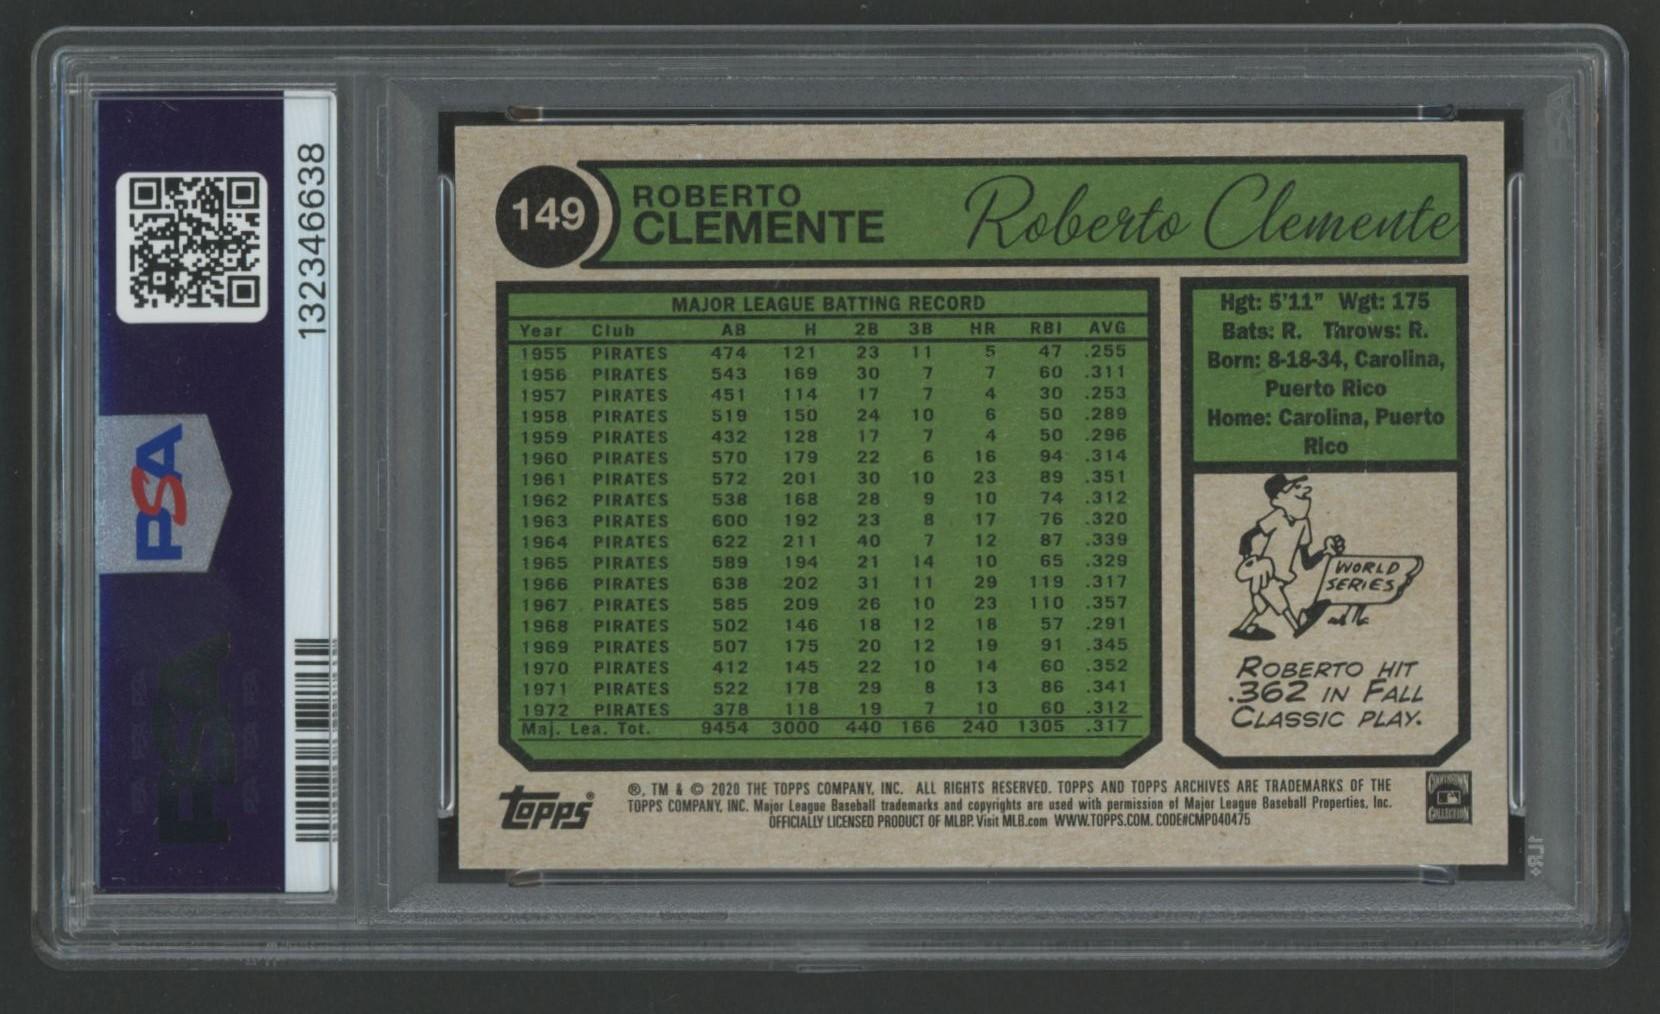 132346638
PSA
149
ROBERTO
CLEMENTE
Roberto Clemente
MAJOR LEAGUE BATTING RECORD
Year Club AB H 2B 3B HR RBI AVG
1955 PIRATES 474 121 23 11 5 47 .255
1956 PIRATES 543 169 30 7 7 60 .311
1957 PIRATES 451 114 17 7 4 30 .253
1958 PIRATES 519 150 24 10 6 50 .289
1959 PIRATES 432 128 17 7 4 50 .296
1960 PIRATES 570 179 22 6 16 94 .314
1961 PIRATES 572 201 30 10 23 89 .351
1962 PIRATES 538 168 28 9 10 74 .312
1963 PIRATES 600 192 23 8 17 76 .320
1964 PIRATES 622 211 40 7 12 87 .339
1965 PIRATES 589 194 21 14 10 65 .329
1966 PIRATES 638 202 31 11 29 119 .317
1967 PIRATES 585 209 26 10 23 110 .357
1968 PIRATES 502 146 18 12 18 57 .291
1969 PIRATES 507 175 20 12 19 91 .345
1970 PIRATES 412 145 22 10 14 60 .352
1971 PIRATES 522 178 29 8 13 86 .341
1972 PIRATES 378 118 19 7 10 60 .312
Maj. Lea. Tot. 9454 3000 440 166 240 1305 .317
Hgt: 5'11" Wgt: 175
Bats: R. Throws: R.
Born: 8-18-34, Carolina,
Puerto Rico
Home: Carolina, Puerto
Rico
WORLD
SERIES
ROBERTO HIT
.362 IN FALL
CLASSIC PLAY.
Topps®
®, TM & © 2020 THE TOPPS COMPANY, INC. ALL RIGHTS RESERVED. TOPPS AND TOPPS ARCHIVES ARE TRADEMARKS OF THE
TOPPS COMPANY, INC. Major League Baseball trademarks and copyrights are used with permission of Major League Baseball Properties, Inc.
OFFICIALLY LICENSED PRODUCT OF MLBP. Visit MLB.com WWW.TOPPS.COM. CODE#CMP040475
COOPERSTOWN
COLLECTION
PSA